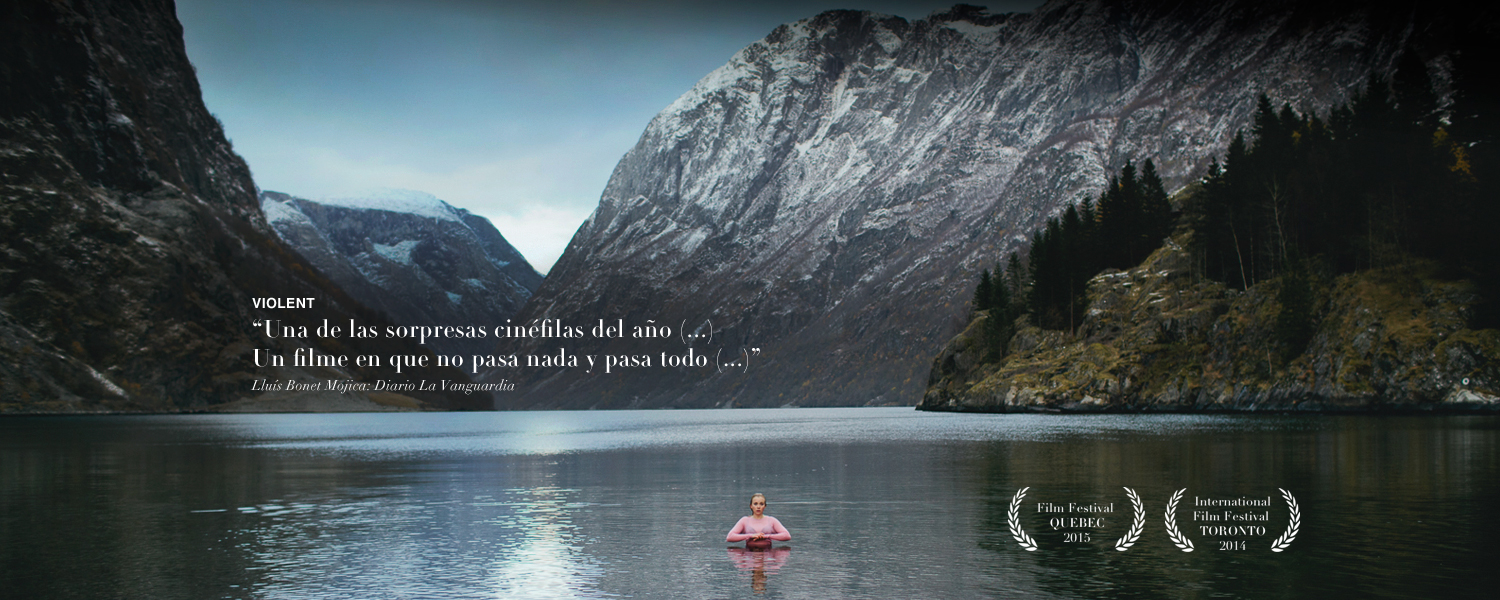 VIOLENT
“Una de las sorpresas cinéfilas del año (...)
Un filme en que no pasa nada y pasa todo (...)”
Lluís Bonet Mojica: Diario La Vanguardia
Film Festival
QUEBEC
2015
International
Film Festival
TORONTO
2014